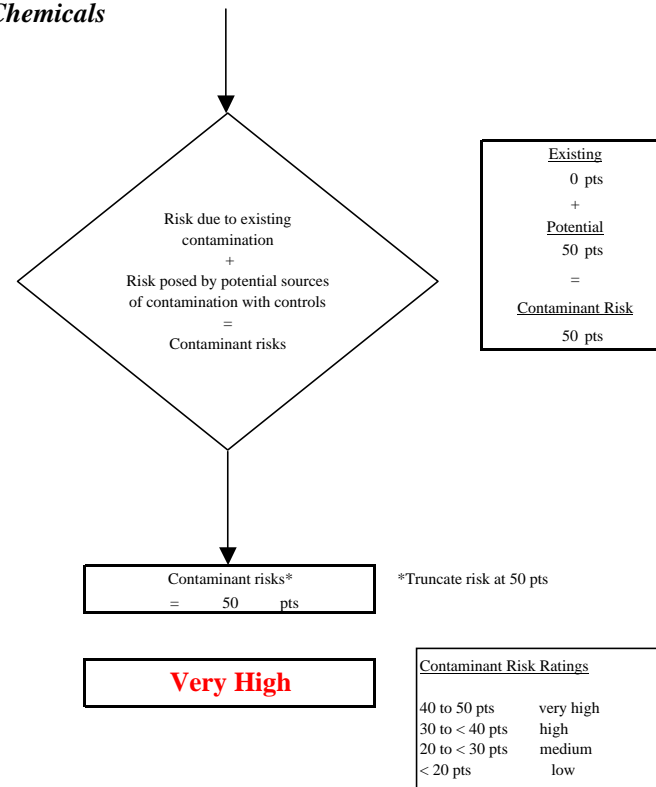 Chemicals
Risk due to existing
contamination
+
Risk posed by potential sources
of contamination with controls
=
Contaminant risks
Existing
0 pts
+
Potential
50 pts
=
Contaminant Risk
50 pts
Contaminant risks*
= 50 pts
*Truncate risk at 50 pts
Very High
Contaminant Risk Ratings
40 to 50 pts very high
30 to < 40 pts high
20 to < 30 pts medium
< 20 pts low